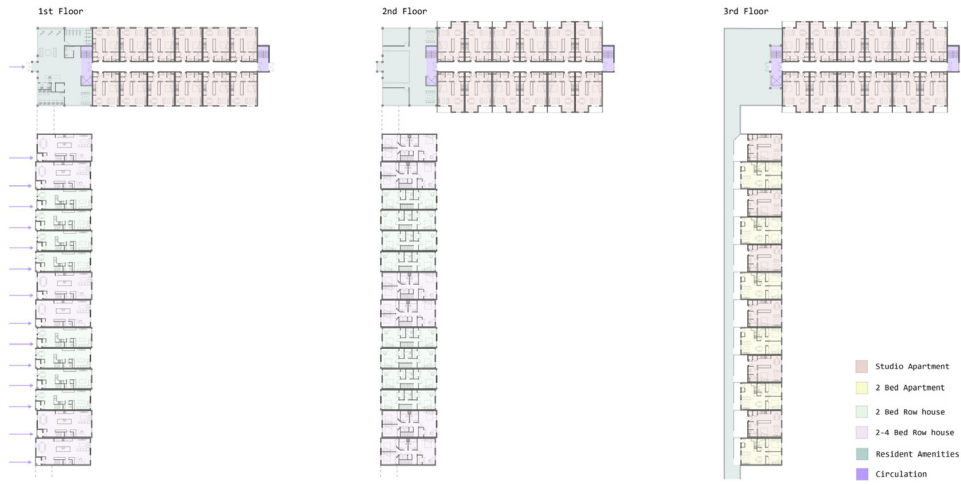 1st Floor
2nd Floor
3rd Floor
Studio Apartment
2 Bed Apartment
2 Bed Row house
2-4 Bed Row house
Resident Amenities
Circulation